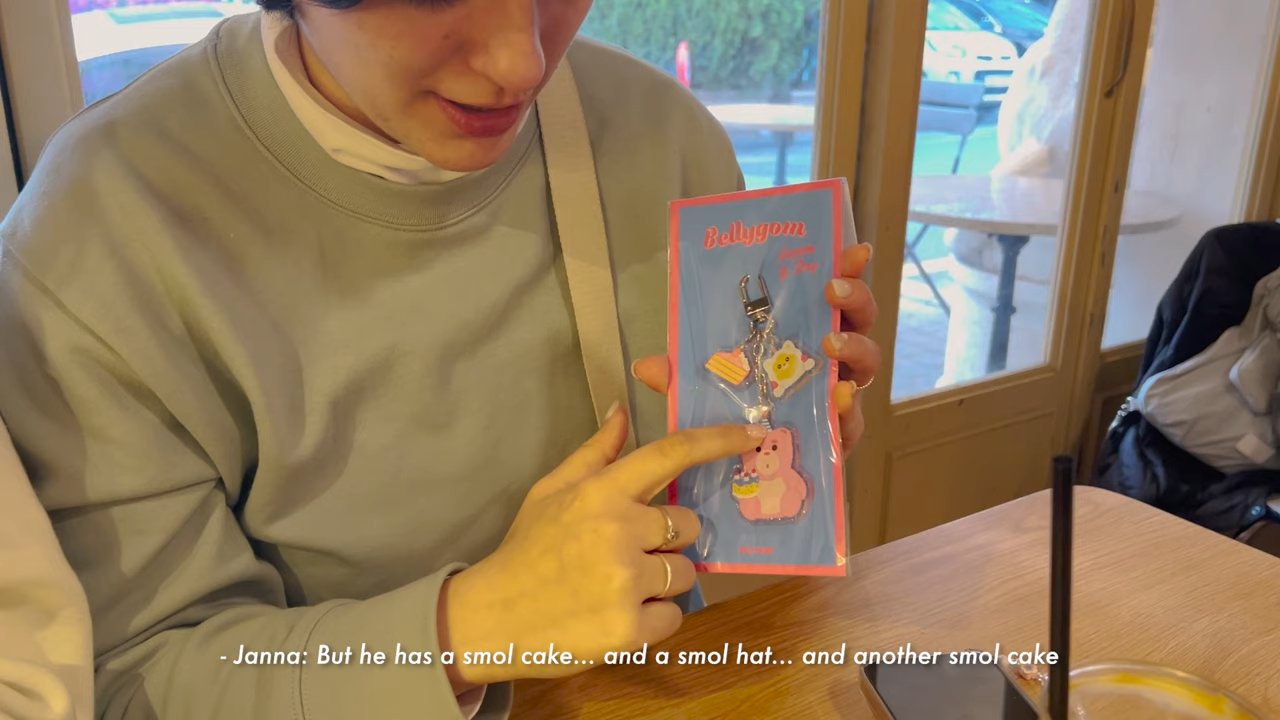 Bellygom
- Janna: But he has a smol cake... and a smol hat... and another smol cake